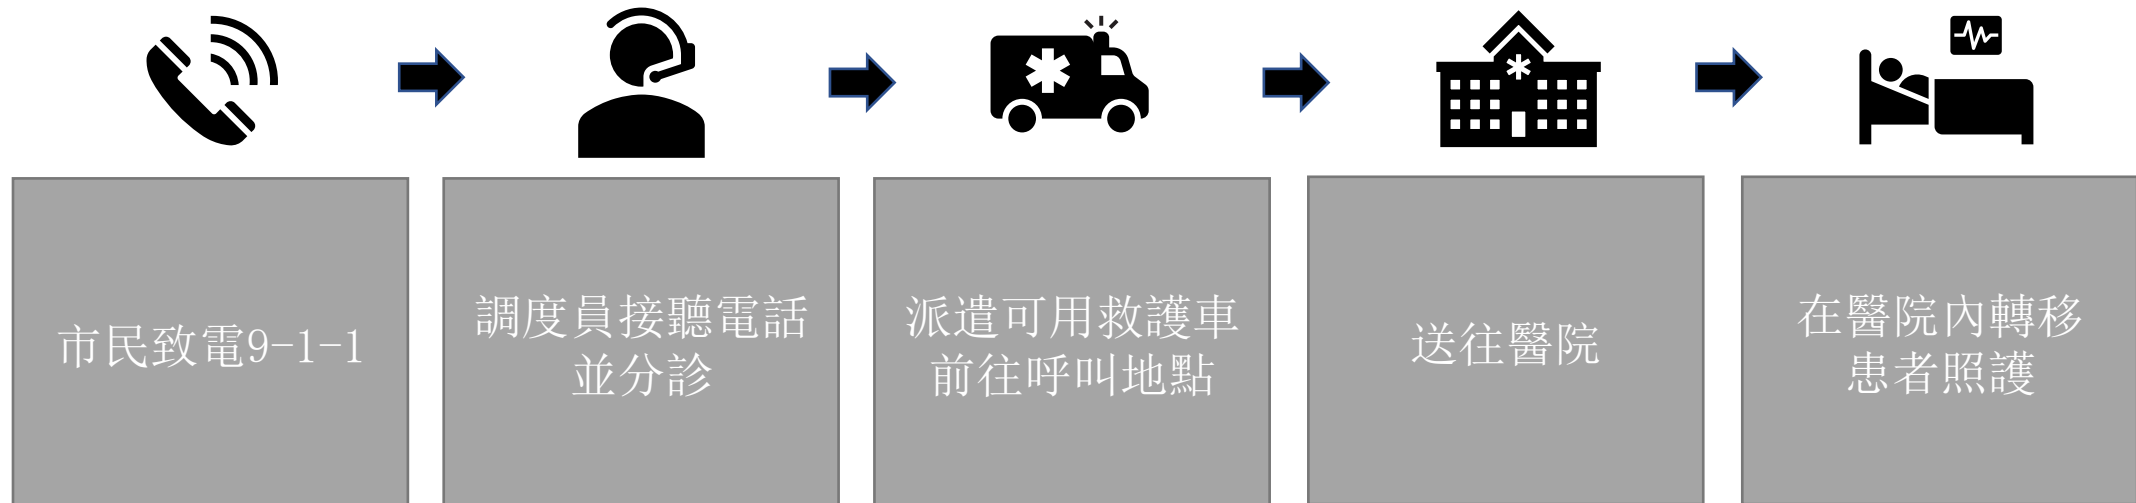 市民致電9-1-1
調度員接聽電話
並分診
派遣可用救護車
前往呼叫地點
送往醫院
在醫院內轉移
患者照護